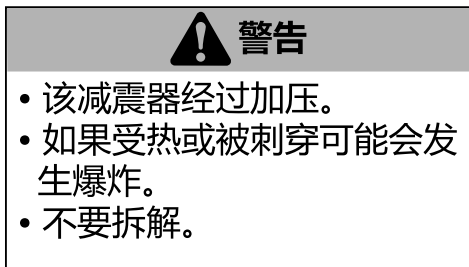 警告
• 该减震器经过加压。
• 如果受热或被刺穿可能会发
生爆炸。
• 不要拆解。